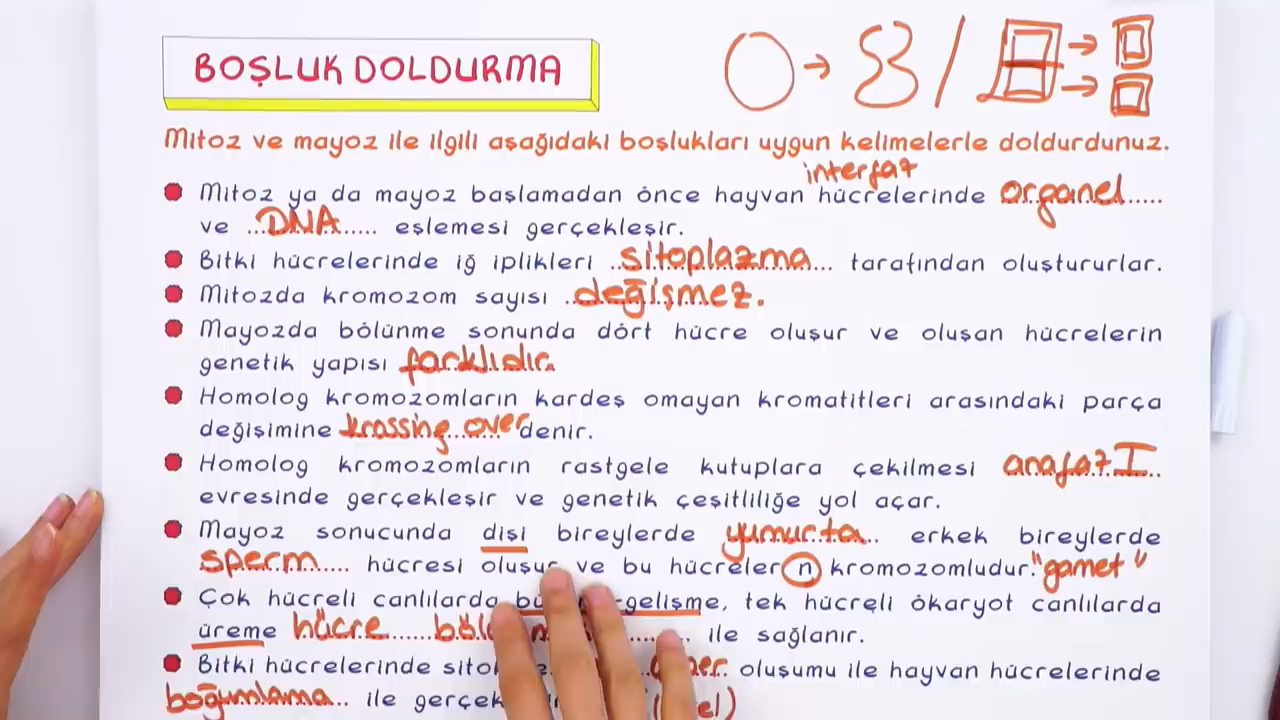 BOŞLUK DOLDURMA
Mitoz ve mayoz ile ilgili aşağıdaki boşlukları uygun kelimelerle doldurdunuz.
interfaz
Mitoz ya da mayoz başlamadan önce hayvan hücrelerinde organel.....
ve ...DNA..... eşlemesi gerçekleşir.
Bitki hücrelerinde iğ iplikleri ..sitoplazma... tarafından oluştururlar.
Mitozda kromozom sayısı ..değişmez.
Mayozda bölünme sonunda dört hücre oluşur ve oluşan hücrelerin
genetik yapısı farklıdır.
Homolog kromozomların kardeş omayan kromatitleri arasındaki parça
değişimine krossing over denir.
Homolog kromozomların rastgele kutuplara çekilmesi anafaz I
evresinde gerçekleşir ve genetik çeşitliliğe yol açar.
Mayoz sonucunda dişi bireylerde yumurta.. erkek bireylerde
sperm.... hücresi oluşur ve bu hücreler n kromozomludur. "gamet"
Çok hücreli canlılarda -gelişme, tek hücreli ökaryot canlılarda
üreme hücre ile sağlanır.
Bitki hücrelerinde oluşumu ile hayvan hücrelerinde
boğumlama.. ile